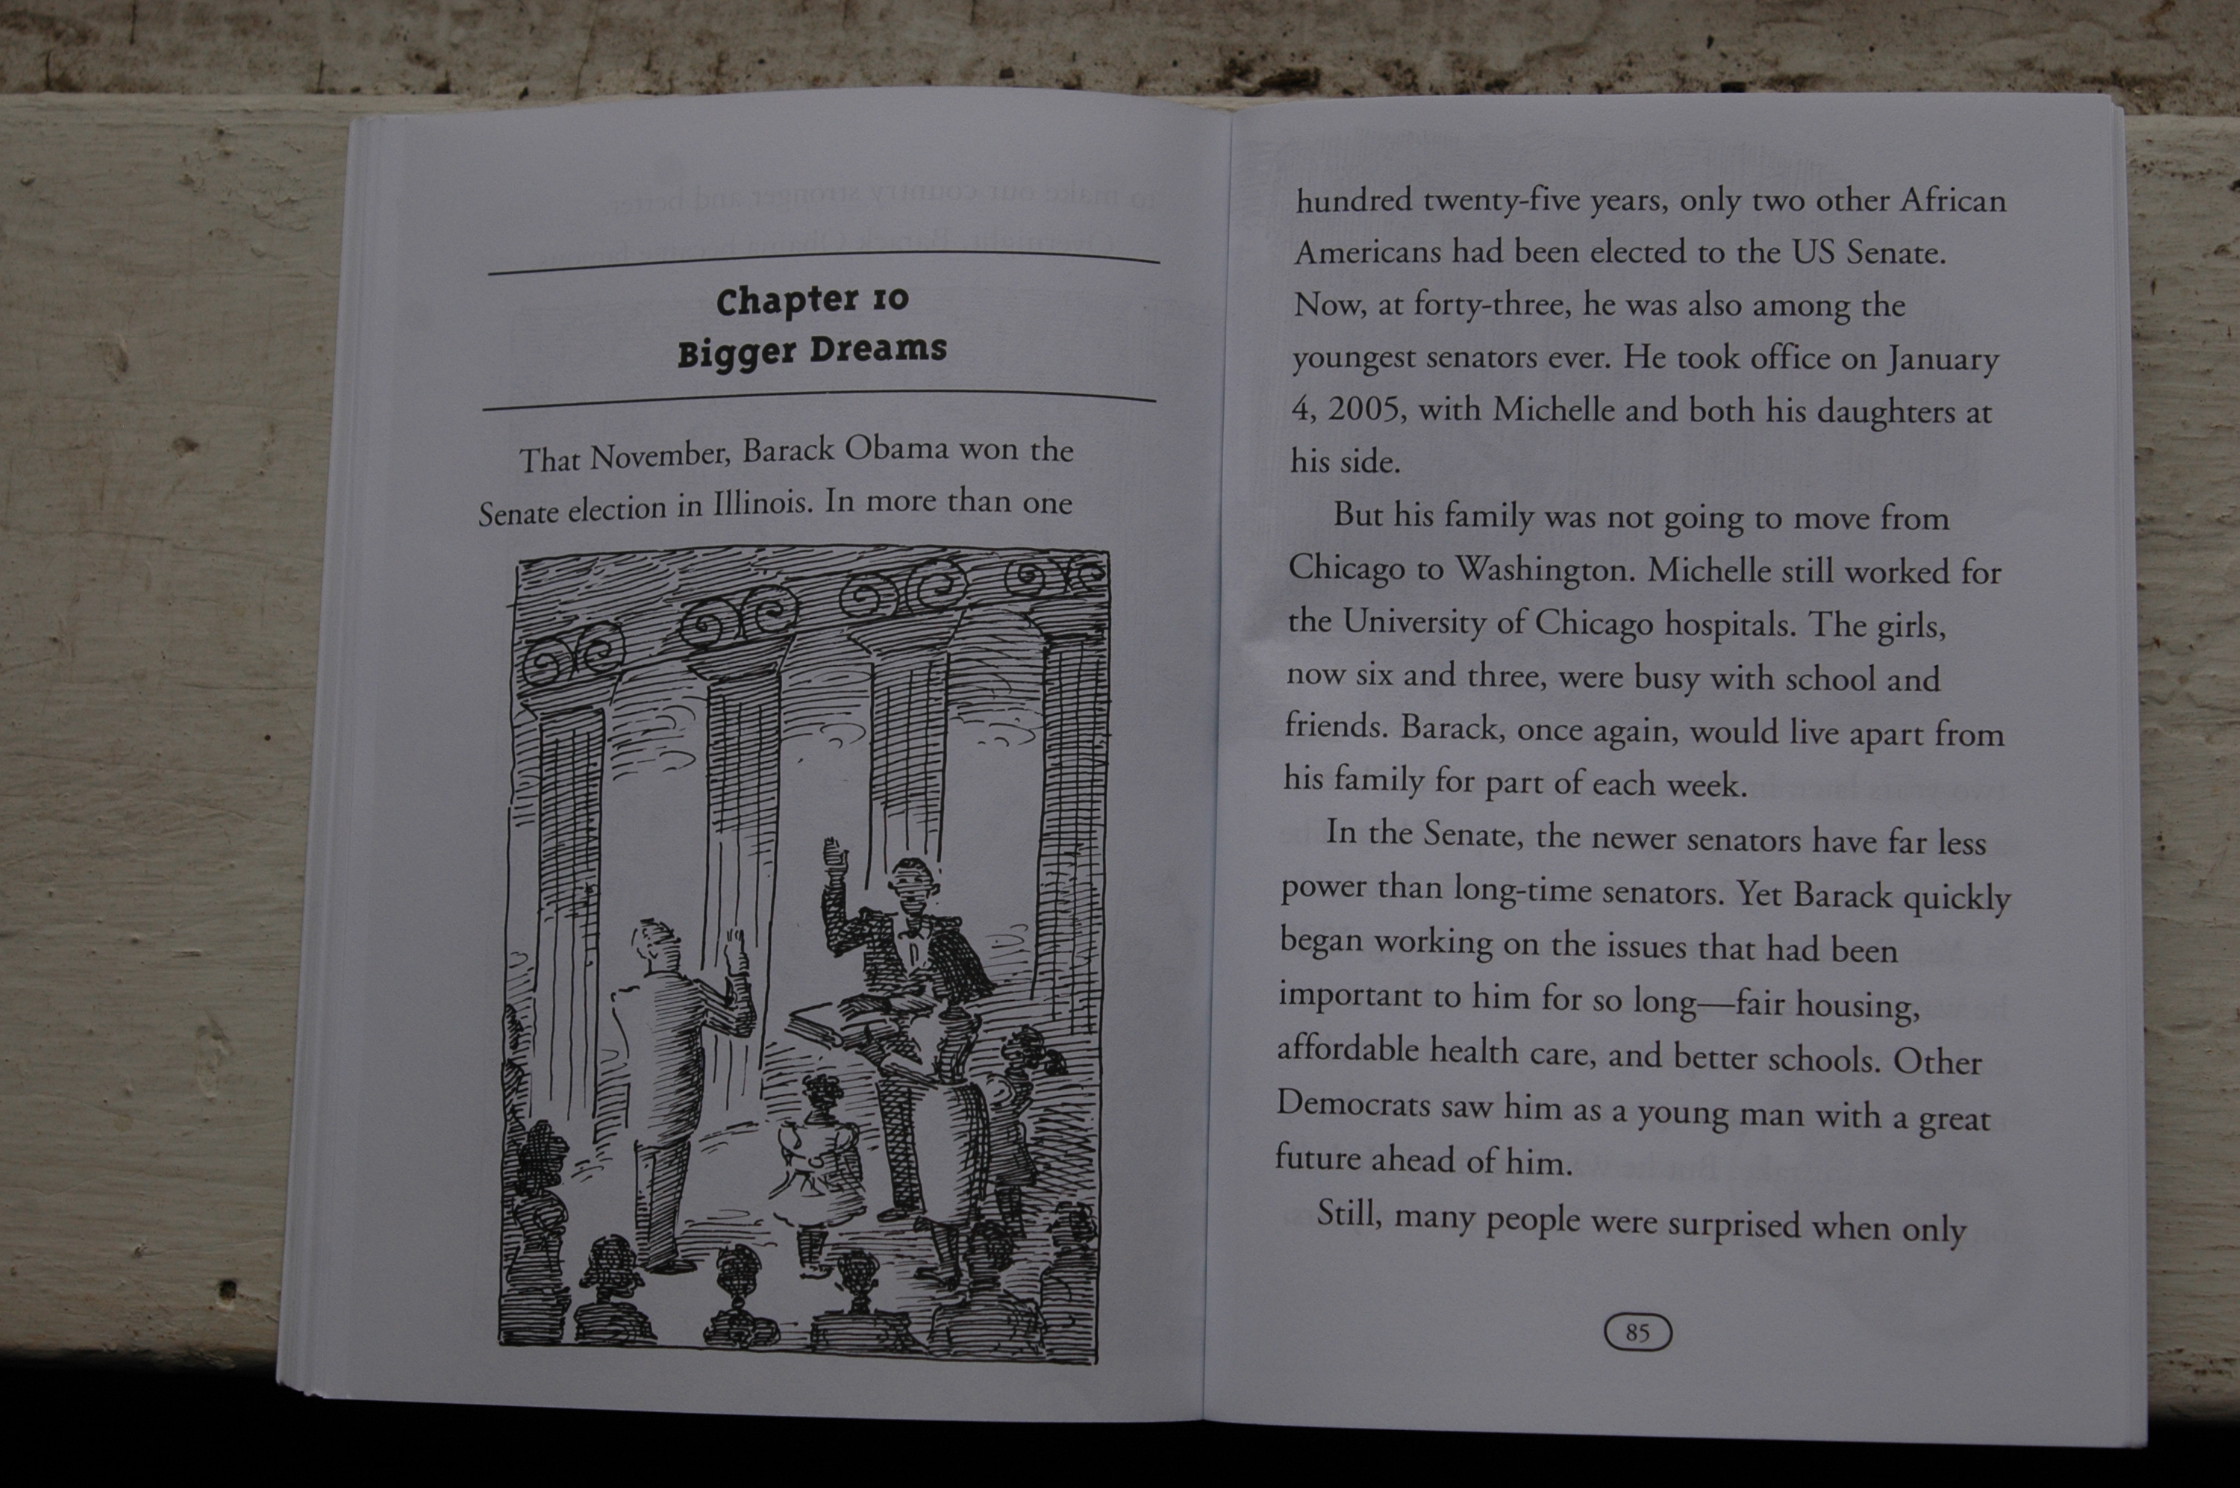 Chapter 10
Bigger Dreams
That November, Barack Obama won the
Senate election in Illinois. In more than one
hundred twenty-five years, only two other African
Americans had been elected to the US Senate.
Now, at forty-three, he was also among the
youngest senators ever. He took office on January
4, 2005, with Michelle and both his daughters at
his side.
But his family was not going to move from
Chicago to Washington. Michelle still worked for
the University of Chicago hospitals. The girls,
now six and three, were busy with school and
friends. Barack, once again, would live apart from
his family for part of each week.
In the Senate, the newer senators have far less
power than long-time senators. Yet Barack quickly
began working on the issues that had been
important to him for so long—fair housing,
affordable health care, and better schools. Other
Democrats saw him as a young man with a great
future ahead of him.
Still, many people were surprised when only
85